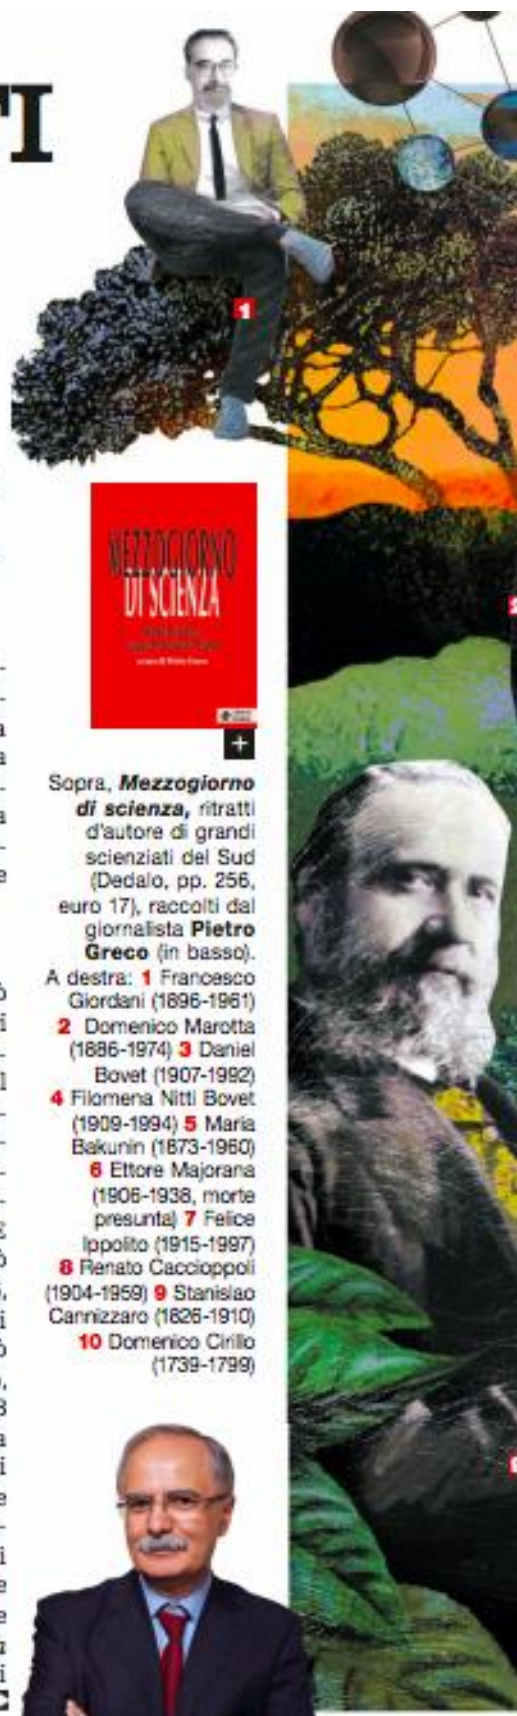 TI
1
MEZZOGIORNO
DI SCIENZA
+
Sopra, Mezzogiorno
di scienza, ritratti
d'autore di grandi
scienziati del Sud
(Dedalo, pp. 256,
euro 17), raccolti dal
giornalista Pietro
Greco (in basso).
A destra: 1 Francesco
Giordani (1896-1961)
2 Domenico Marotta
(1886-1974) 3 Daniel
Bovet (1907-1992)
4 Filomena Nitti Bovet
(1909-1994) 5 Maria
Bakunin (1873-1960)
6 Ettore Majorana
(1906-1938, morte
presunta) 7 Felice
Ippolito (1915-1997)
8 Renato Caccioppoli
(1904-1959) 9 Stanislao
Cannizzaro (1826-1910)
10 Domenico Cirillo
(1739-1799)